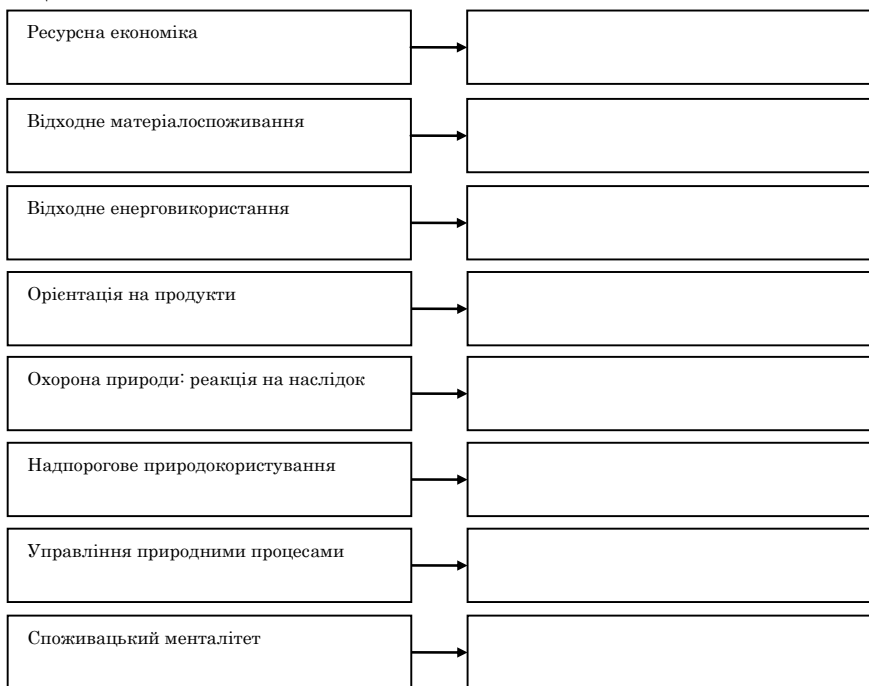 Ресурсна економіка
Відходне матеріалоспоживання
Відходне енерговикористання
Орієнтація на продукти
Охорона природи: реакція на наслідок
Надпорогове природокористування
Управління природними процесами
Споживацький менталітет